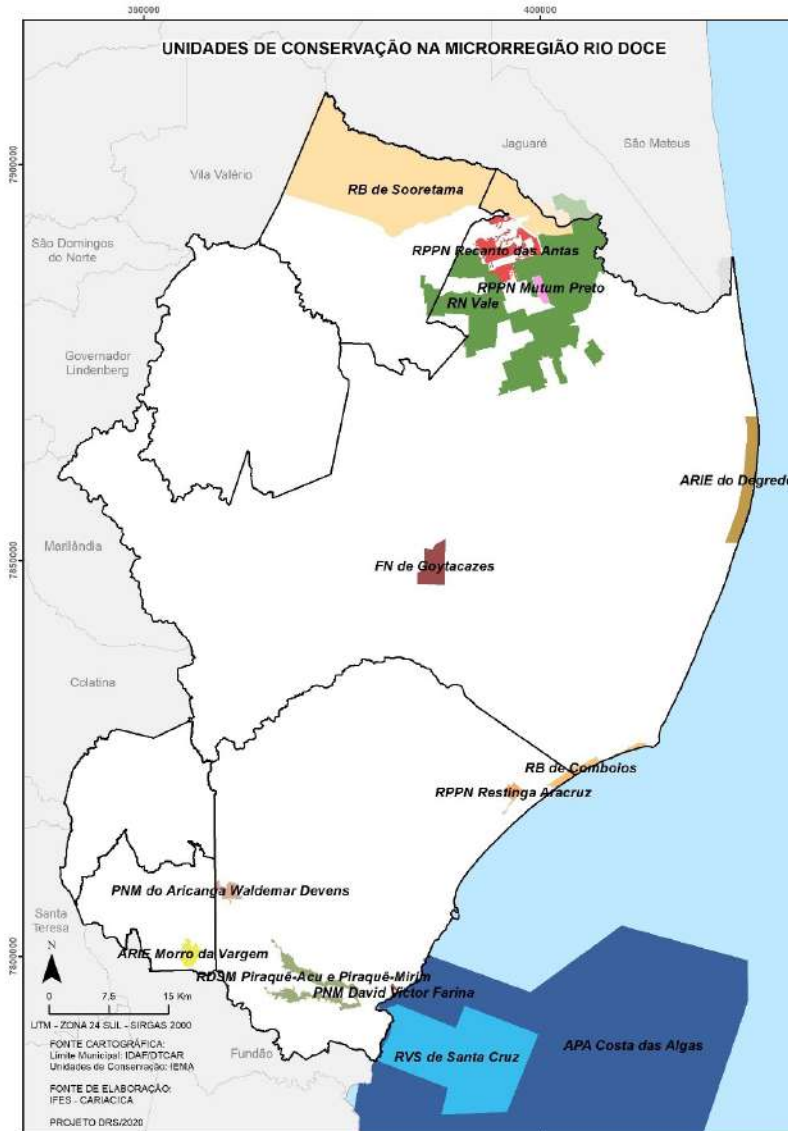 350000
400000
UNIDADES DE CONSERVAÇÃO NA MICRORREGIÃO RIO DOCE
Jaguaré
São Mateus
7900000
Vila Valério
RB de Sooretama
São Domingos
do Norte
RPPN Recanto das Antas
RPPN Mutum Preto
RN Vale
Governador
Lindenberg
ARIE do Degredo
Marilândia
7850000
FN de Goytacazes
Colatina
RB de Comboios
RPPN Restinga Aracruz
PNM do Aricanga Waldemar Devens
Santa
Teresa
N
ARIE Morro da Vargem
7800000
RDSM Piraquê-Açu e Piraquê-Mirim
PNM David Victor Farina
0 7,5 15 Km
UTM - ZONA 24 SUL - SIRGAS 2000
FONTE CARTOGRÁFICA:
Limite Municipal: IDAF/DTCAR
Unidades de Conservação: IEMA
Fundão
RVS de Santa Cruz
APA Costa das Algas
FONTE DE ELABORAÇÃO:
IFES - CARIACICA
PROJETO DRS/2020